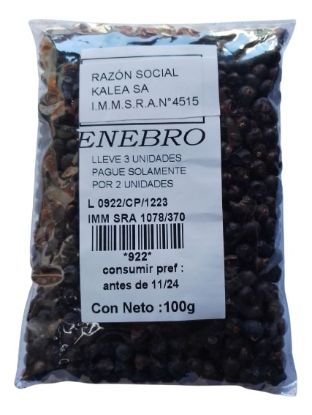 RAZÓN SOCIAL
KALEA SA
I.M.M.S.R.A.N°4515
ENEBRO
LLEVE 3 UNIDADES
PAGUE SOLAMENTE
POR 2 UNIDADES
L 0922/CP/1223
IMM SRA 1078/370
*922*
consumir pref :
antes de 11/24
Con Neto :100g